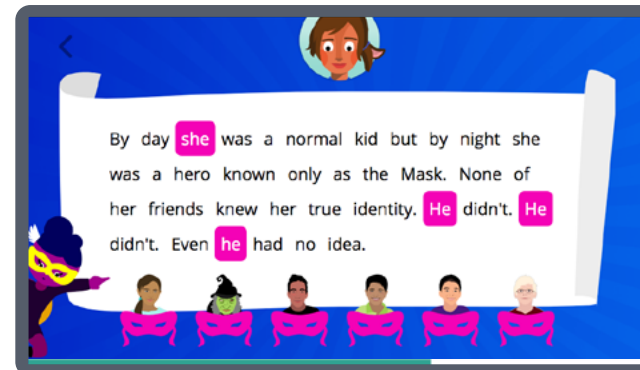 By day she was a normal kid but by night she
was a hero known only as the Mask. None of
her friends knew her true identity. He didn't. He
didn't. Even he had no idea.